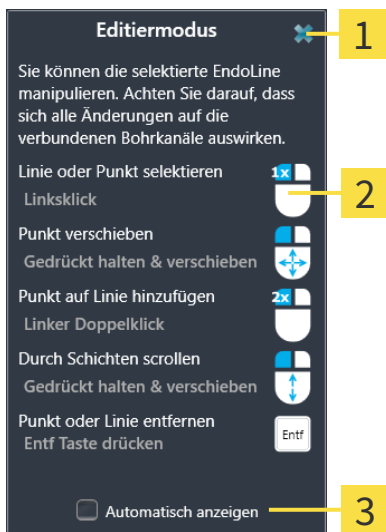 Editiermodus
1
Sie können die selektierte EndoLine
manipulieren. Achten Sie darauf, dass
sich alle Änderungen auf die
verbundenen Bohrkanäle auswirken.
Linie oder Punkt selektieren
1x
Linksklick
2
Punkt verschieben
Gedrückt halten & verschieben
Punkt auf Linie hinzufügen
2x
Linker Doppelklick
Durch Schichten scrollen
Gedrückt halten & verschieben
Punkt oder Linie entfernen
Entf Taste drücken
Entf
Automatisch anzeigen
3